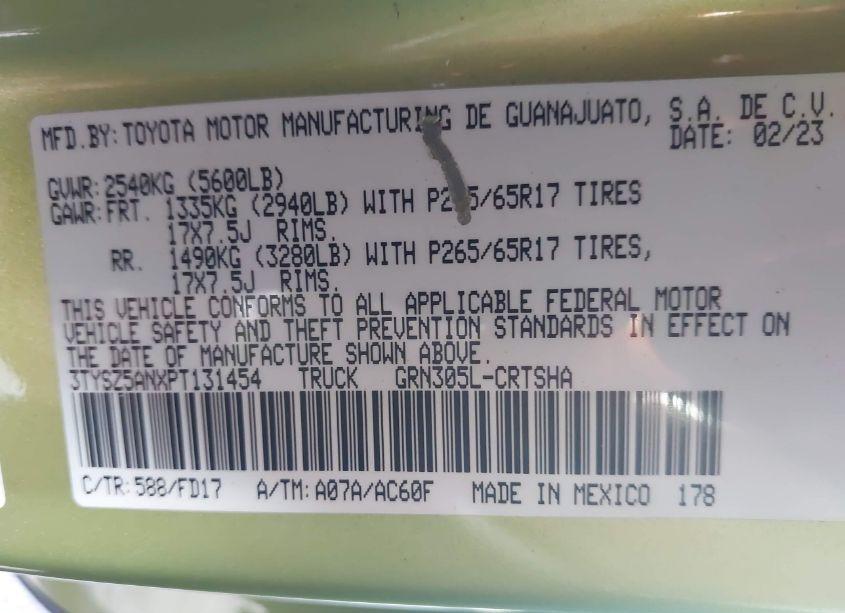 MFD.BY: TOYOTA MOTOR MANUFACTURING DE GUANAJUATO, S.A. DE C.V.
DATE: 02/23
GVWR: 2540KG (5600LB)
GAWR: FRT. 1335KG (2940LB) WITH P265/65R17 TIRES
17X7.5J RIMS.
RR. 1490KG (3280LB) WITH P265/65R17 TIRES,
17X7.5J RIMS.
THIS VEHICLE CONFORMS TO ALL APPLICABLE FEDERAL MOTOR
VEHICLE SAFETY AND THEFT PREVENTION STANDARDS IN EFFECT ON
THE DATE OF MANUFACTURE SHOWN ABOVE.
3TYSZ5ANXPT131454 TRUCK GRN305L-CRTSHA
C/TR: 588/FD17 A/TM: A07A/AC60F MADE IN MEXICO 178